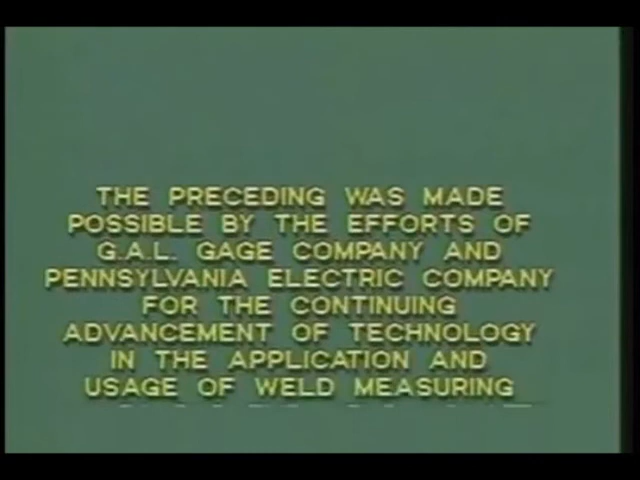 THE PRECEDING WAS MADE
POSSIBLE BY THE EFFORTS OF
G.A.L. GAGE COMPANY AND
PENNSYLVANIA ELECTRIC COMPANY
FOR THE CONTINUING
ADVANCEMENT OF TECHNOLOGY
IN THE APPLICATION AND
USAGE OF WELD MEASURING